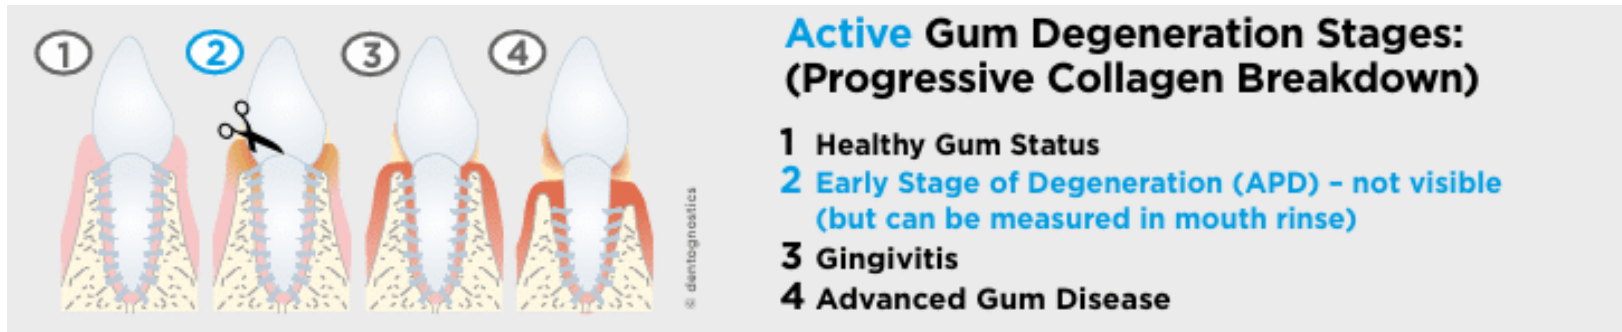 1
2
3
4
© dentognostics
Active Gum Degeneration Stages:
(Progressive Collagen Breakdown)
1 Healthy Gum Status
2 Early Stage of Degeneration (APD) – not visible
(but can be measured in mouth rinse)
3 Gingivitis
4 Advanced Gum Disease